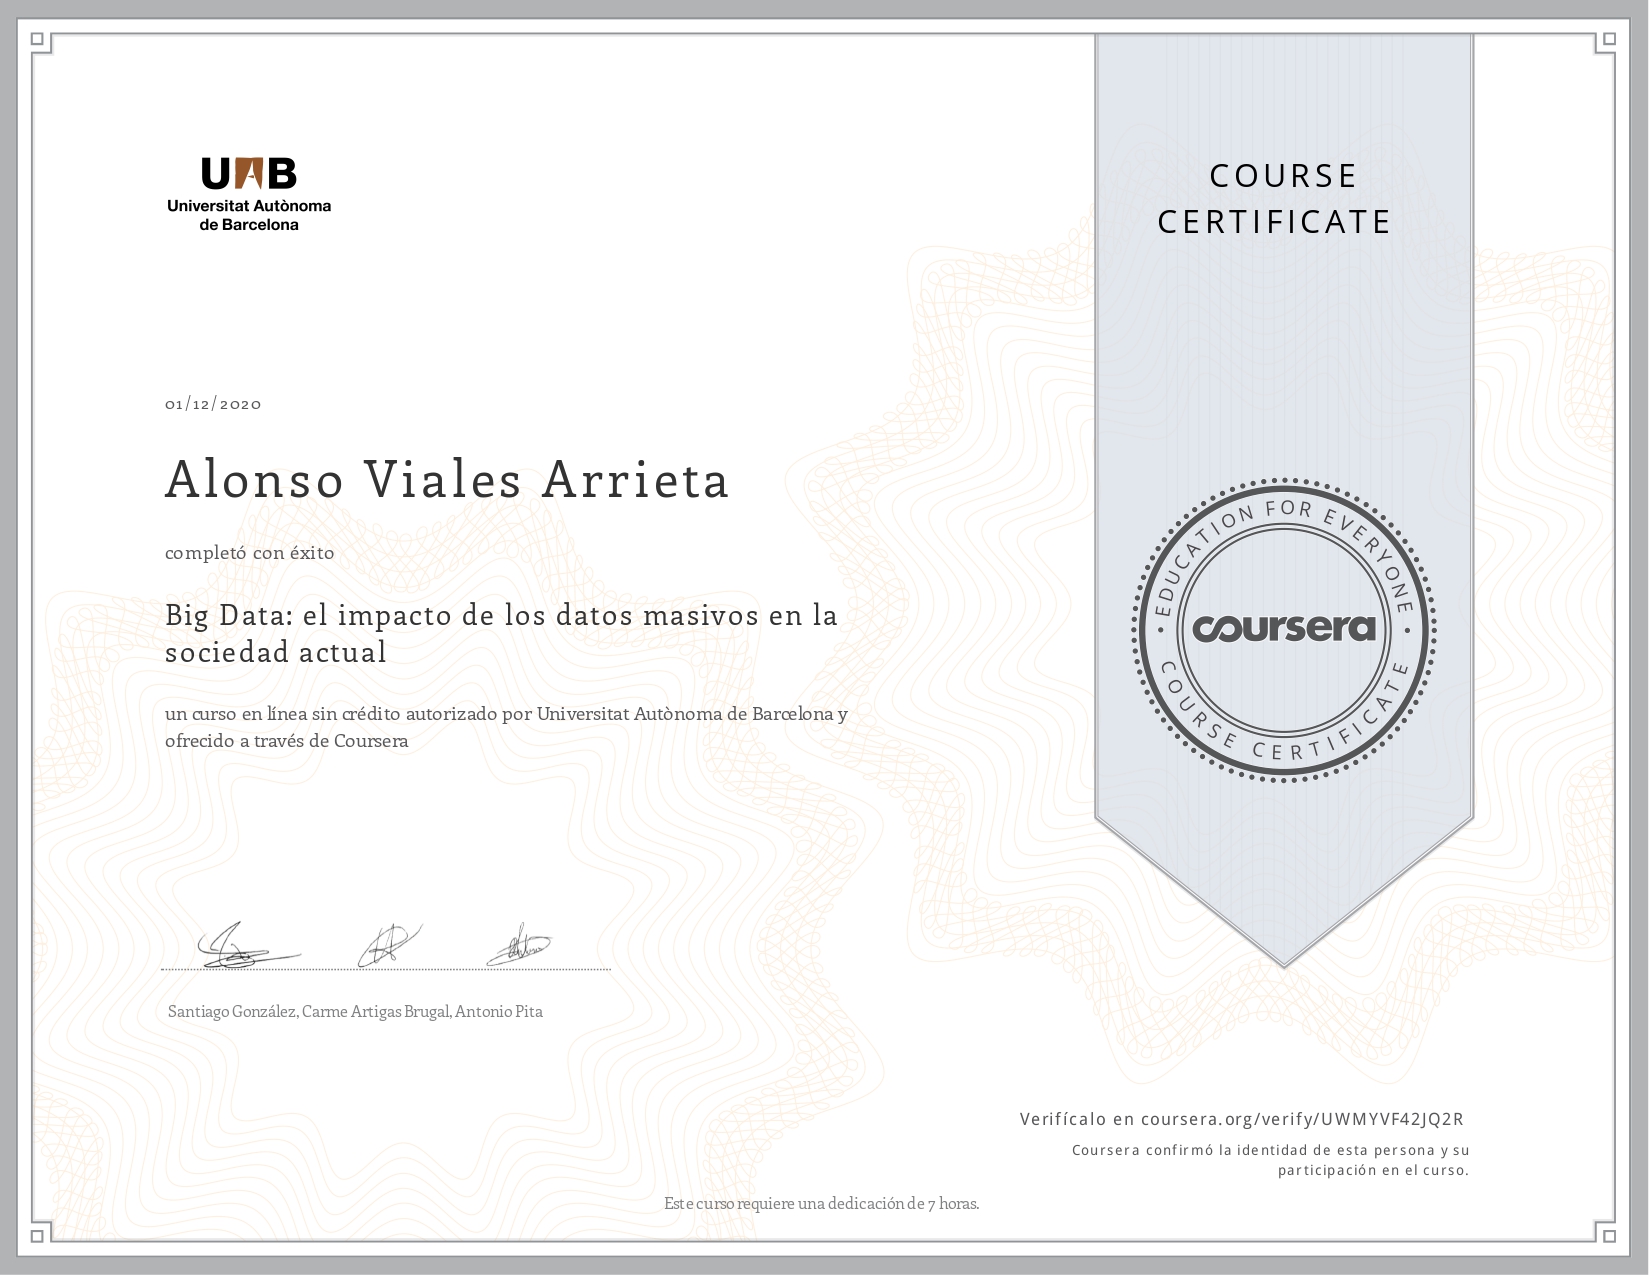 UAB
Universitat Autònoma
de Barcelona
COURSE
CERTIFICATE
01/12/2020
Alonso Viales Arrieta
completó con éxito
Big Data: el impacto de los datos masivos en la
sociedad actual
un curso en línea sin crédito autorizado por Universitat Autònoma de Barcelona y
ofrecido a través de Coursera
EDUCATION FOR EVERYONE
coursera
COURSE CERTIFICATE
Santiago González, Carme Artigas Brugal, Antonio Pita
Verifícalo en coursera.org/verify/UWMYVF42JQ2R
Coursera confirmó la identidad de esta persona y su
participación en el curso.
Este curso requiere una dedicación de 7 horas.